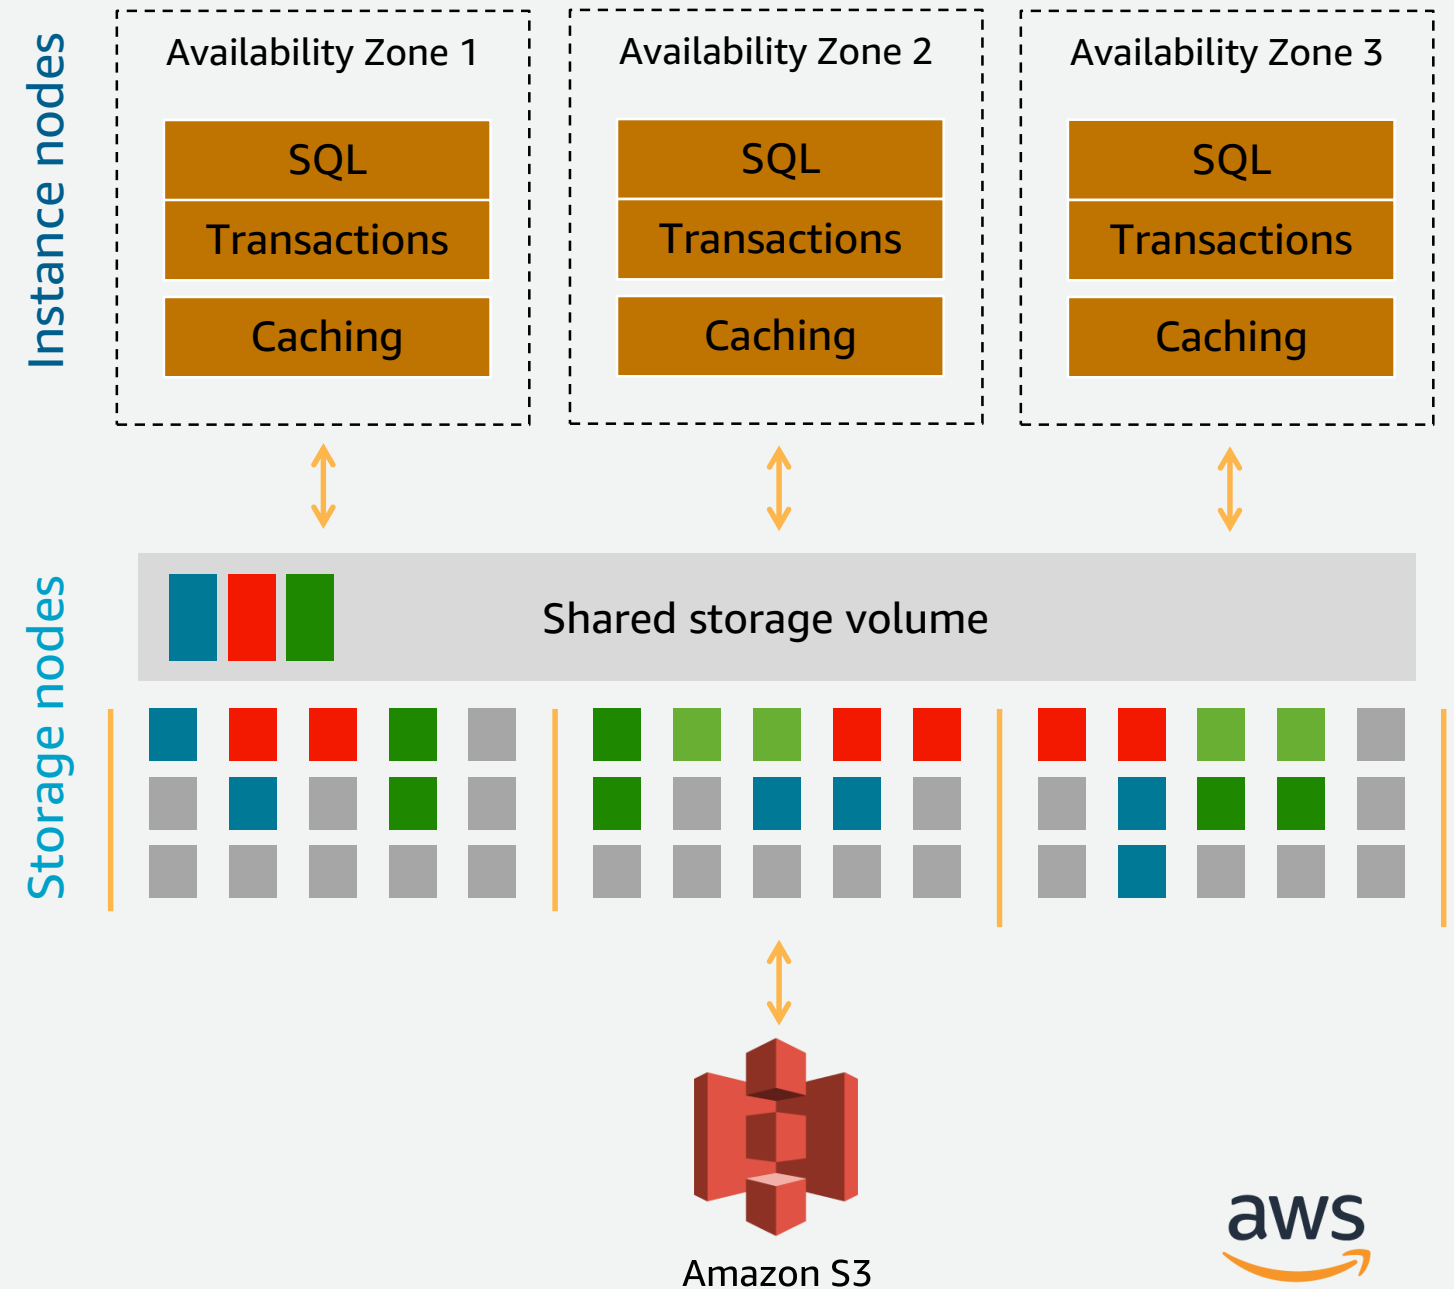 Instance nodes
Availability Zone 1
Availability Zone 2
Availability Zone 3
SQL
SQL
SQL
Transactions
Transactions
Transactions
Caching
Caching
Caching
Storage nodes
Shared storage volume
Amazon S3
aws